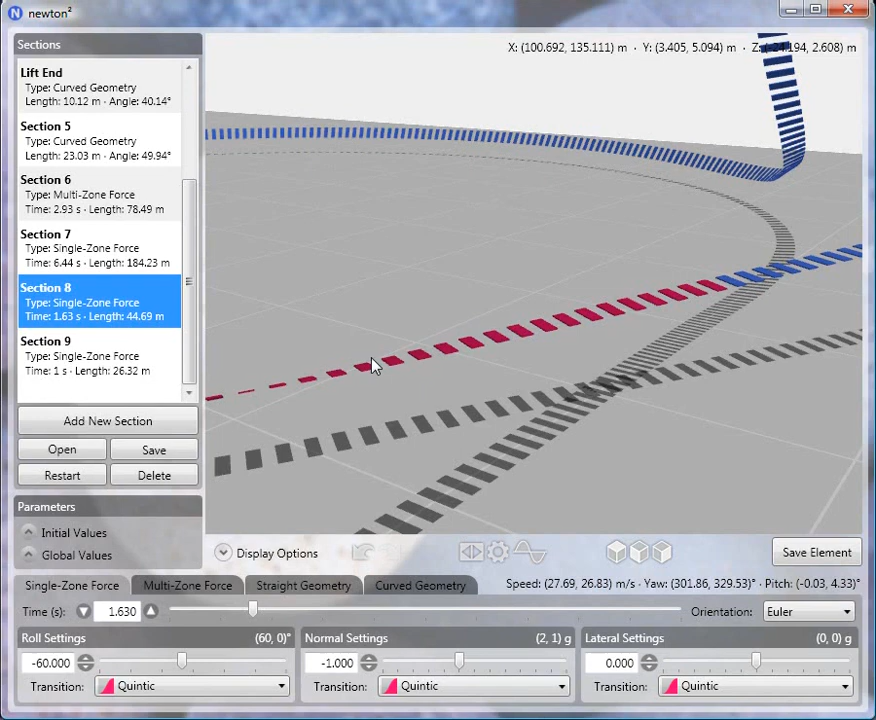 newton²
Sections
X: (100.692, 135.111) m · Y: (3.405, 5.094) m · Z: (-24.194, 2.608) m
Lift End
Type: Curved Geometry
Length: 10.12 m · Angle: 40.14°
Section 5
Type: Curved Geometry
Length: 23.03 m · Angle: 49.94°
Section 6
Type: Multi-Zone Force
Time: 2.93 s · Length: 78.49 m
Section 7
Type: Single-Zone Force
Time: 6.44 s · Length: 184.23 m
Section 8
Type: Single-Zone Force
Time: 1.63 s · Length: 44.69 m
Section 9
Type: Single-Zone Force
Time: 1 s · Length: 26.32 m
Add New Section
Open Save
Restart Delete
Parameters
Initial Values
Global Values
Display Options
Save Element
Single-Zone Force Multi-Zone Force Straight Geometry Curved Geometry Speed: (27.69, 26.83) m/s · Yaw: (301.86, 329.53)° · Pitch: (-0.03, 4.33)°
Time (s): 1.630 Orientation: Euler
Roll Settings (60, 0)° Normal Settings (2, 1) g Lateral Settings (0, 0) g
-60.000 -1.000 0.000
Transition: Quintic Transition: Quintic Transition: Quintic